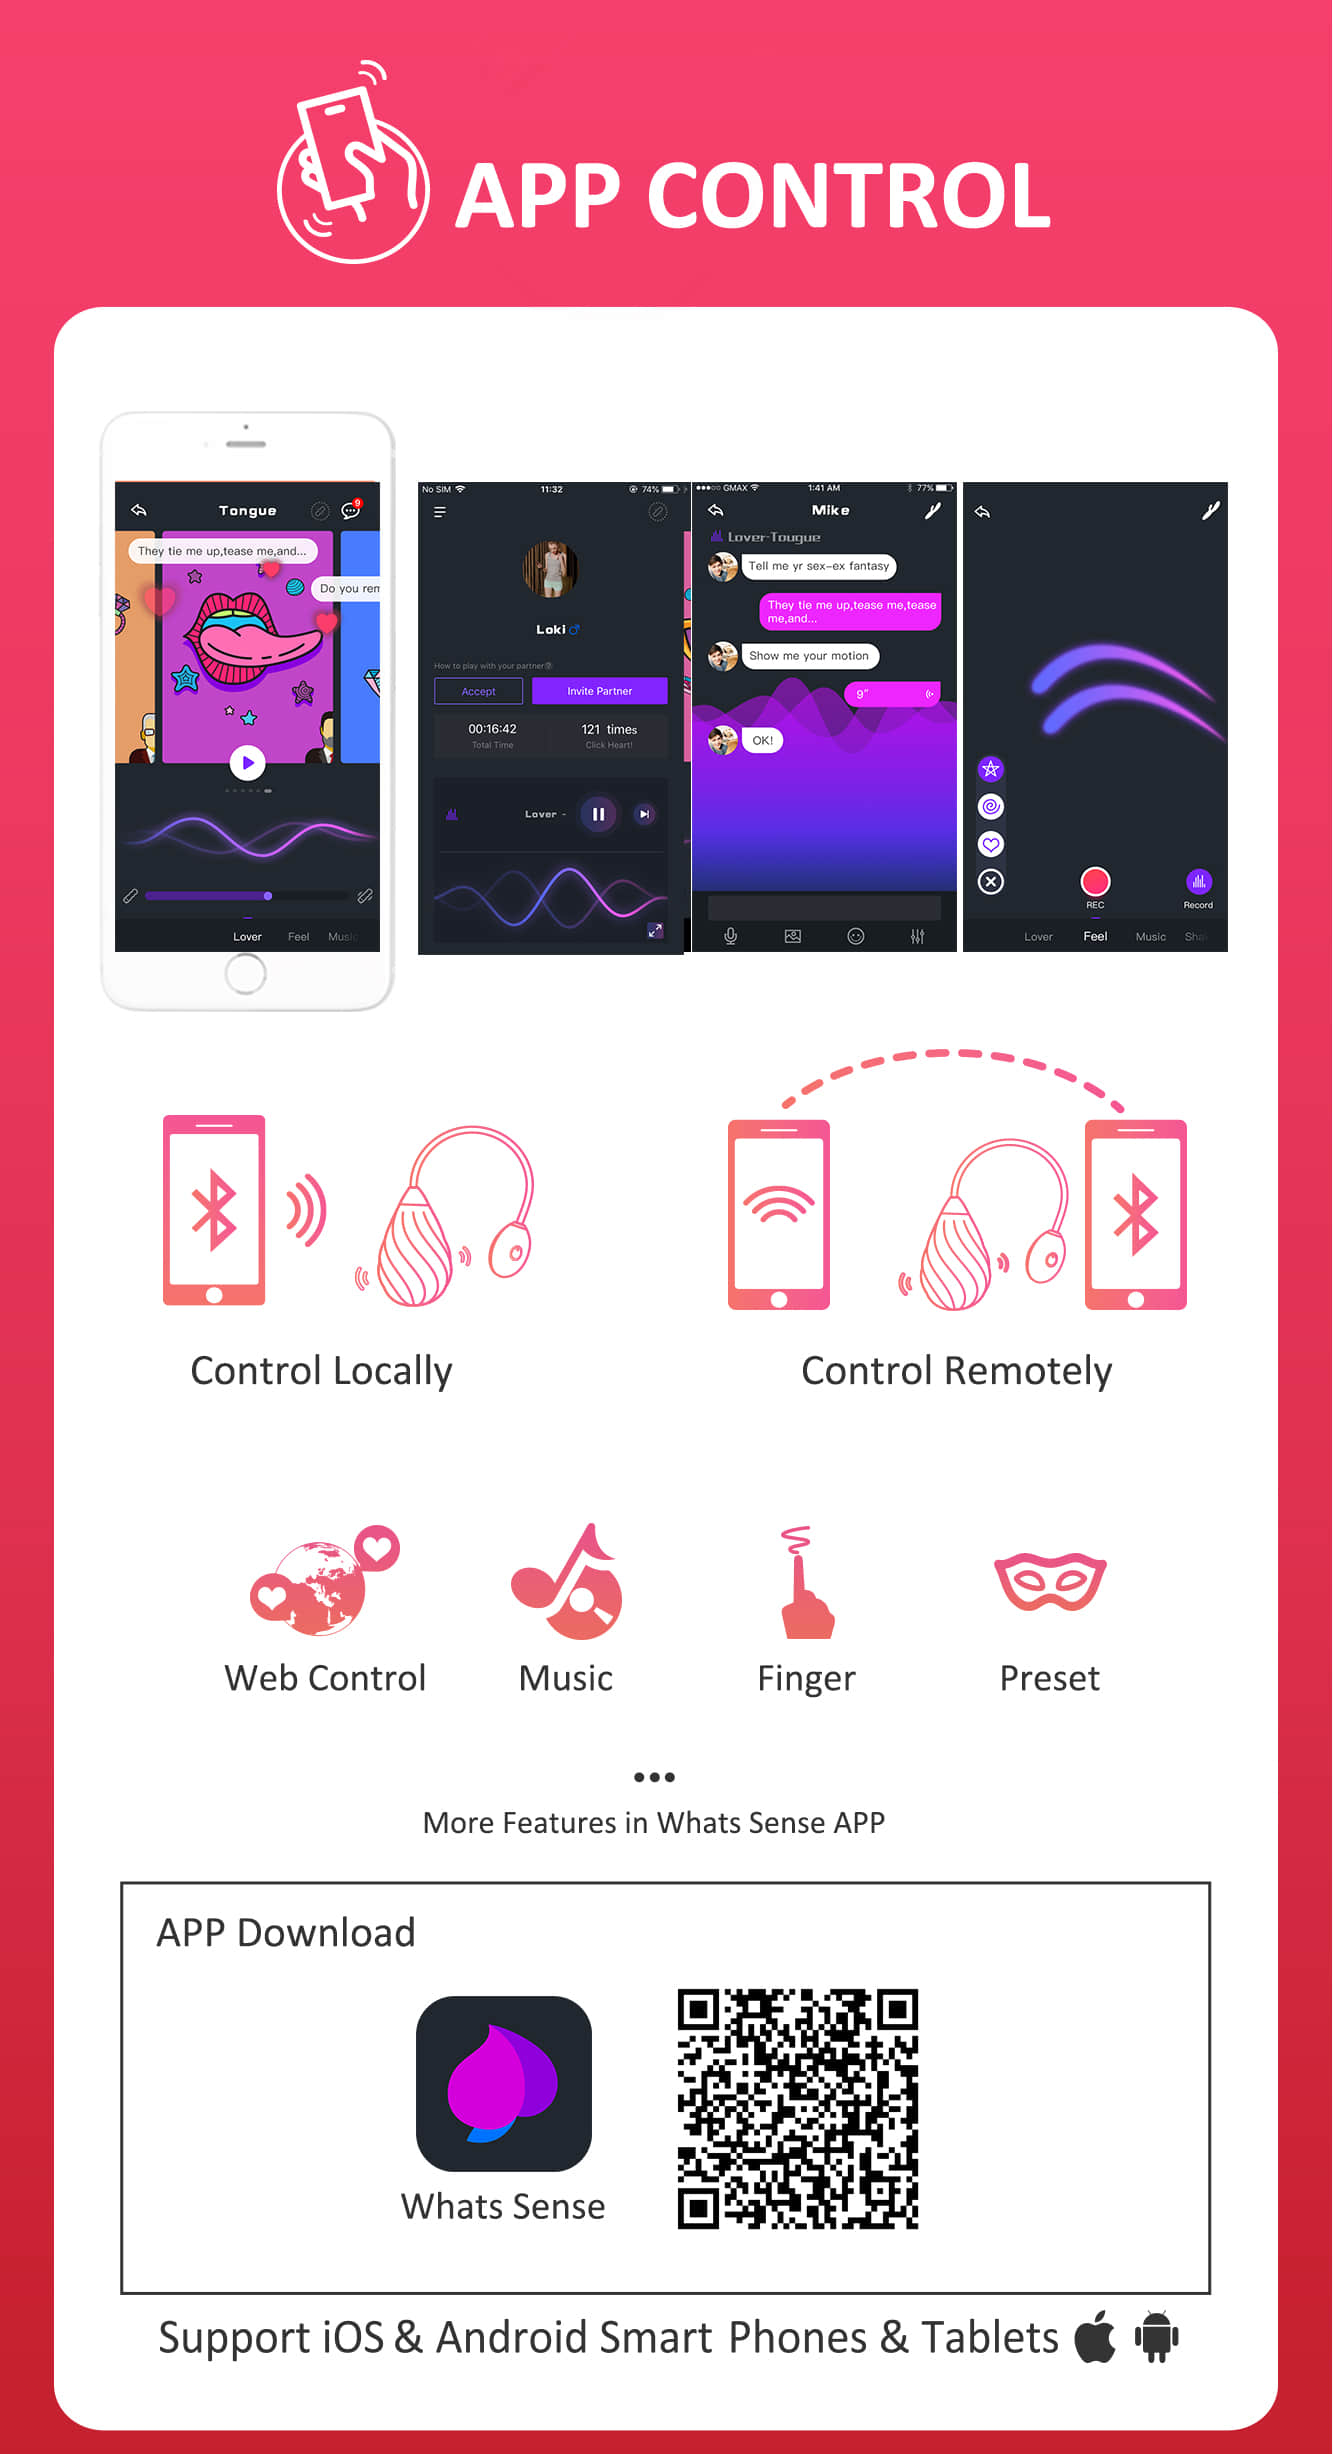 APP CONTROL
Tongue
9
They tie me up,tease me,and...
Do you rem
Lover Feel Music
No SIM 11:32 74%
Loki
How to play with your partner?
Accept Invite Partner
00:16:42 121 times
Total Time Click Heart!
Lover -
GMAX 1:41 AM 77%
Mike
Lover-Tougue
Tell me yr sex-ex fantasy
They tie me up,tease me,tease
me,and...
Show me your motion
9"
OK!
REC Record
Lover Feel Music Sha
Control Locally Control Remotely
Web Control Music Finger Preset
•••
More Features in Whats Sense APP
APP Download
Whats Sense
Support iOS & Android Smart Phones & Tablets